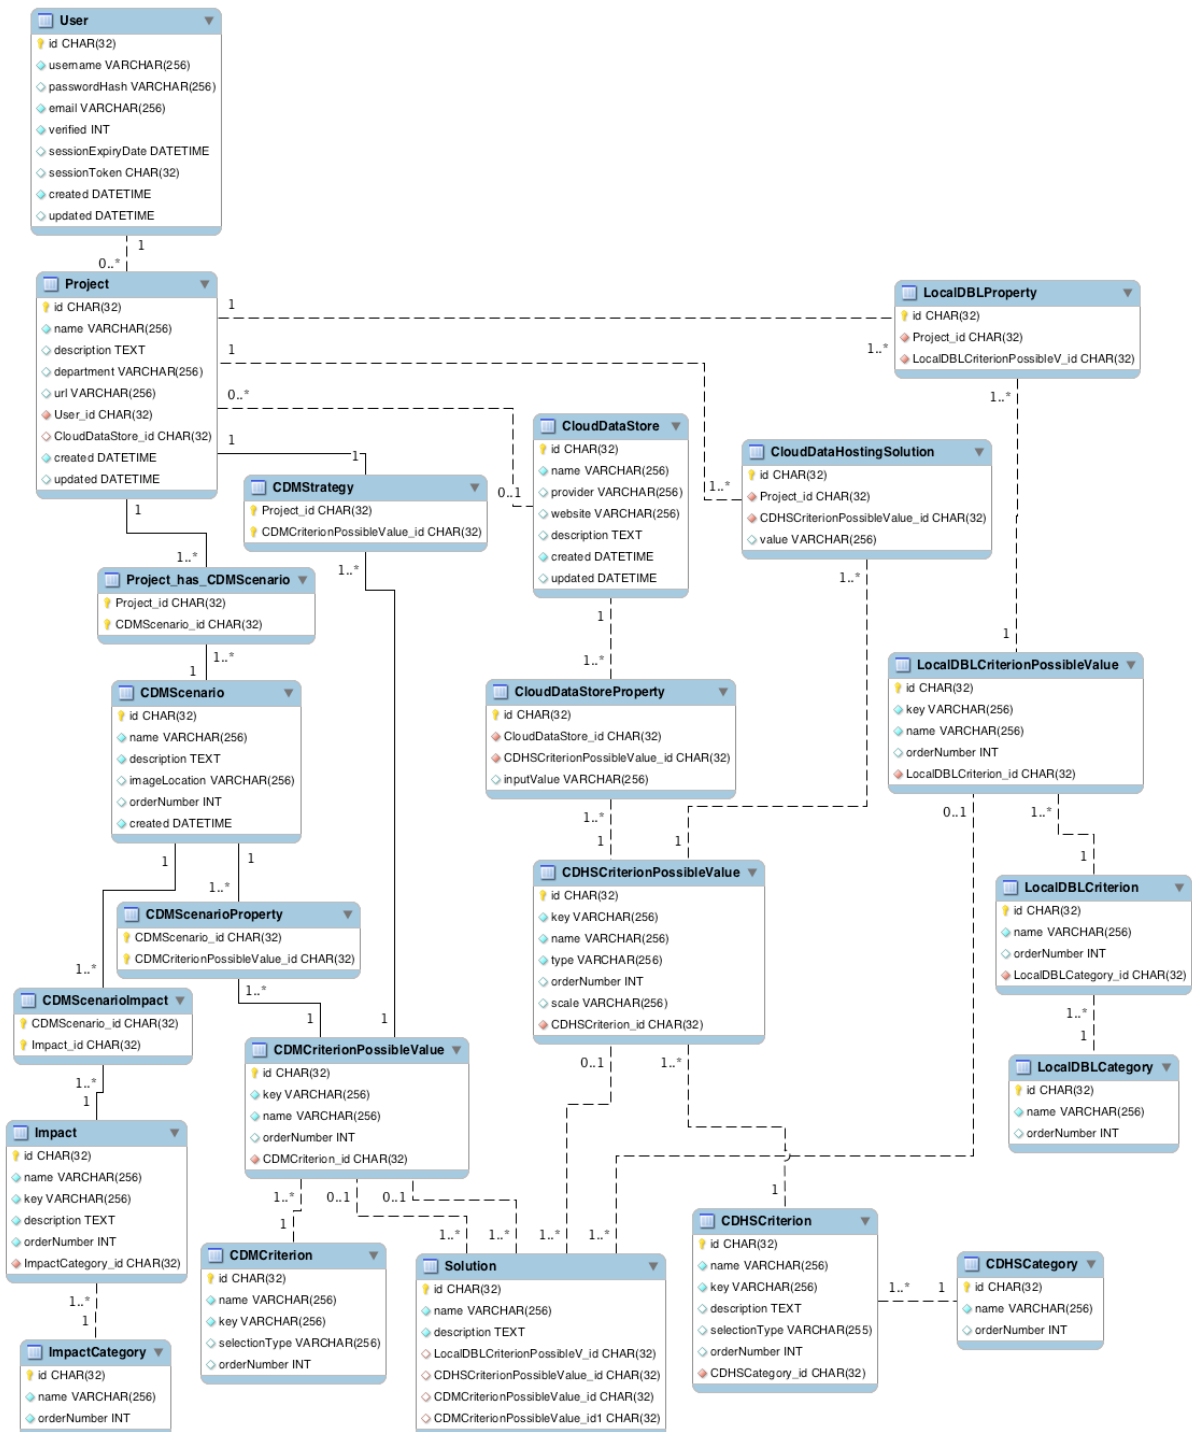 User
id CHAR(32)
username VARCHAR(256)
passwordHash VARCHAR(256)
email VARCHAR(256)
verified INT
sessionExpiryDate DATETIME
sessionToken CHAR(32)
created DATETIME
updated DATETIME
1
0..*
Project
id CHAR(32)
name VARCHAR(256)
description TEXT
department VARCHAR(256)
url VARCHAR(256)
User_id CHAR(32)
CloudDataStore_id CHAR(32)
created DATETIME
updated DATETIME
1
1..*
1
1..*
0..*
0..1
1
1
LocalDBLProperty
id CHAR(32)
Project_id CHAR(32)
LocalDBLCriterionPossibleV_id CHAR(32)
1..*
1
CloudDataStore
id CHAR(32)
name VARCHAR(256)
provider VARCHAR(256)
website VARCHAR(256)
description TEXT
created DATETIME
updated DATETIME
1
1..*
CloudDataHostingSolution
id CHAR(32)
Project_id CHAR(32)
CDHSCriterionPossibleValue_id CHAR(32)
value VARCHAR(256)
1..*
1
CDMStrategy
Project_id CHAR(32)
CDMCriterionPossibleValue_id CHAR(32)
1..*
1
1
1..*
Project_has_CDMScenario
Project_id CHAR(32)
CDMScenario_id CHAR(32)
1..*
1
CDMScenario
id CHAR(32)
name VARCHAR(256)
description TEXT
imageLocation VARCHAR(256)
orderNumber INT
created DATETIME
1
1..*
1
1..*
CloudDataStoreProperty
id CHAR(32)
CloudDataStore_id CHAR(32)
CDHSCriterionPossibleValue_id CHAR(32)
inputValue VARCHAR(256)
1..*
1
LocalDBLCriterionPossibleValue
id CHAR(32)
key VARCHAR(256)
name VARCHAR(256)
orderNumber INT
LocalDBLCriterion_id CHAR(32)
0..1
1..*
1..*
1
CDHSCriterionPossibleValue
id CHAR(32)
key VARCHAR(256)
name VARCHAR(256)
type VARCHAR(256)
orderNumber INT
scale VARCHAR(256)
CDHSCriterion_id CHAR(32)
0..1
1..*
1..*
1
LocalDBLCriterion
id CHAR(32)
name VARCHAR(256)
orderNumber INT
LocalDBLCategory_id CHAR(32)
1..*
1
LocalDBLCategory
id CHAR(32)
name VARCHAR(256)
orderNumber INT
CDMScenarioProperty
CDMScenario_id CHAR(32)
CDMCriterionPossibleValue_id CHAR(32)
1..*
1
CDMScenarioImpact
CDMScenario_id CHAR(32)
Impact_id CHAR(32)
1..*
1
CDMCriterionPossibleValue
id CHAR(32)
key VARCHAR(256)
name VARCHAR(256)
orderNumber INT
CDMCriterion_id CHAR(32)
1..*
1
0..1
1..*
0..1
1..*
Impact
id CHAR(32)
name VARCHAR(256)
key VARCHAR(256)
description TEXT
orderNumber INT
ImpactCategory_id CHAR(32)
1..*
1
ImpactCategory
id CHAR(32)
name VARCHAR(256)
orderNumber INT
CDMCriterion
id CHAR(32)
name VARCHAR(256)
key VARCHAR(256)
selectionType VARCHAR(256)
orderNumber INT
Solution
id CHAR(32)
name VARCHAR(256)
description TEXT
LocalDBLCriterionPossibleV_id CHAR(32)
CDHSCriterionPossibleValue_id CHAR(32)
CDMCriterionPossibleValue_id CHAR(32)
CDMCriterionPossibleValue_id1 CHAR(32)
CDHSCriterion
id CHAR(32)
name VARCHAR(256)
key VARCHAR(256)
description TEXT
selectionType VARCHAR(255)
orderNumber INT
CDHSCategory_id CHAR(32)
1..*
1
CDHSCategory
id CHAR(32)
name VARCHAR(256)
orderNumber INT